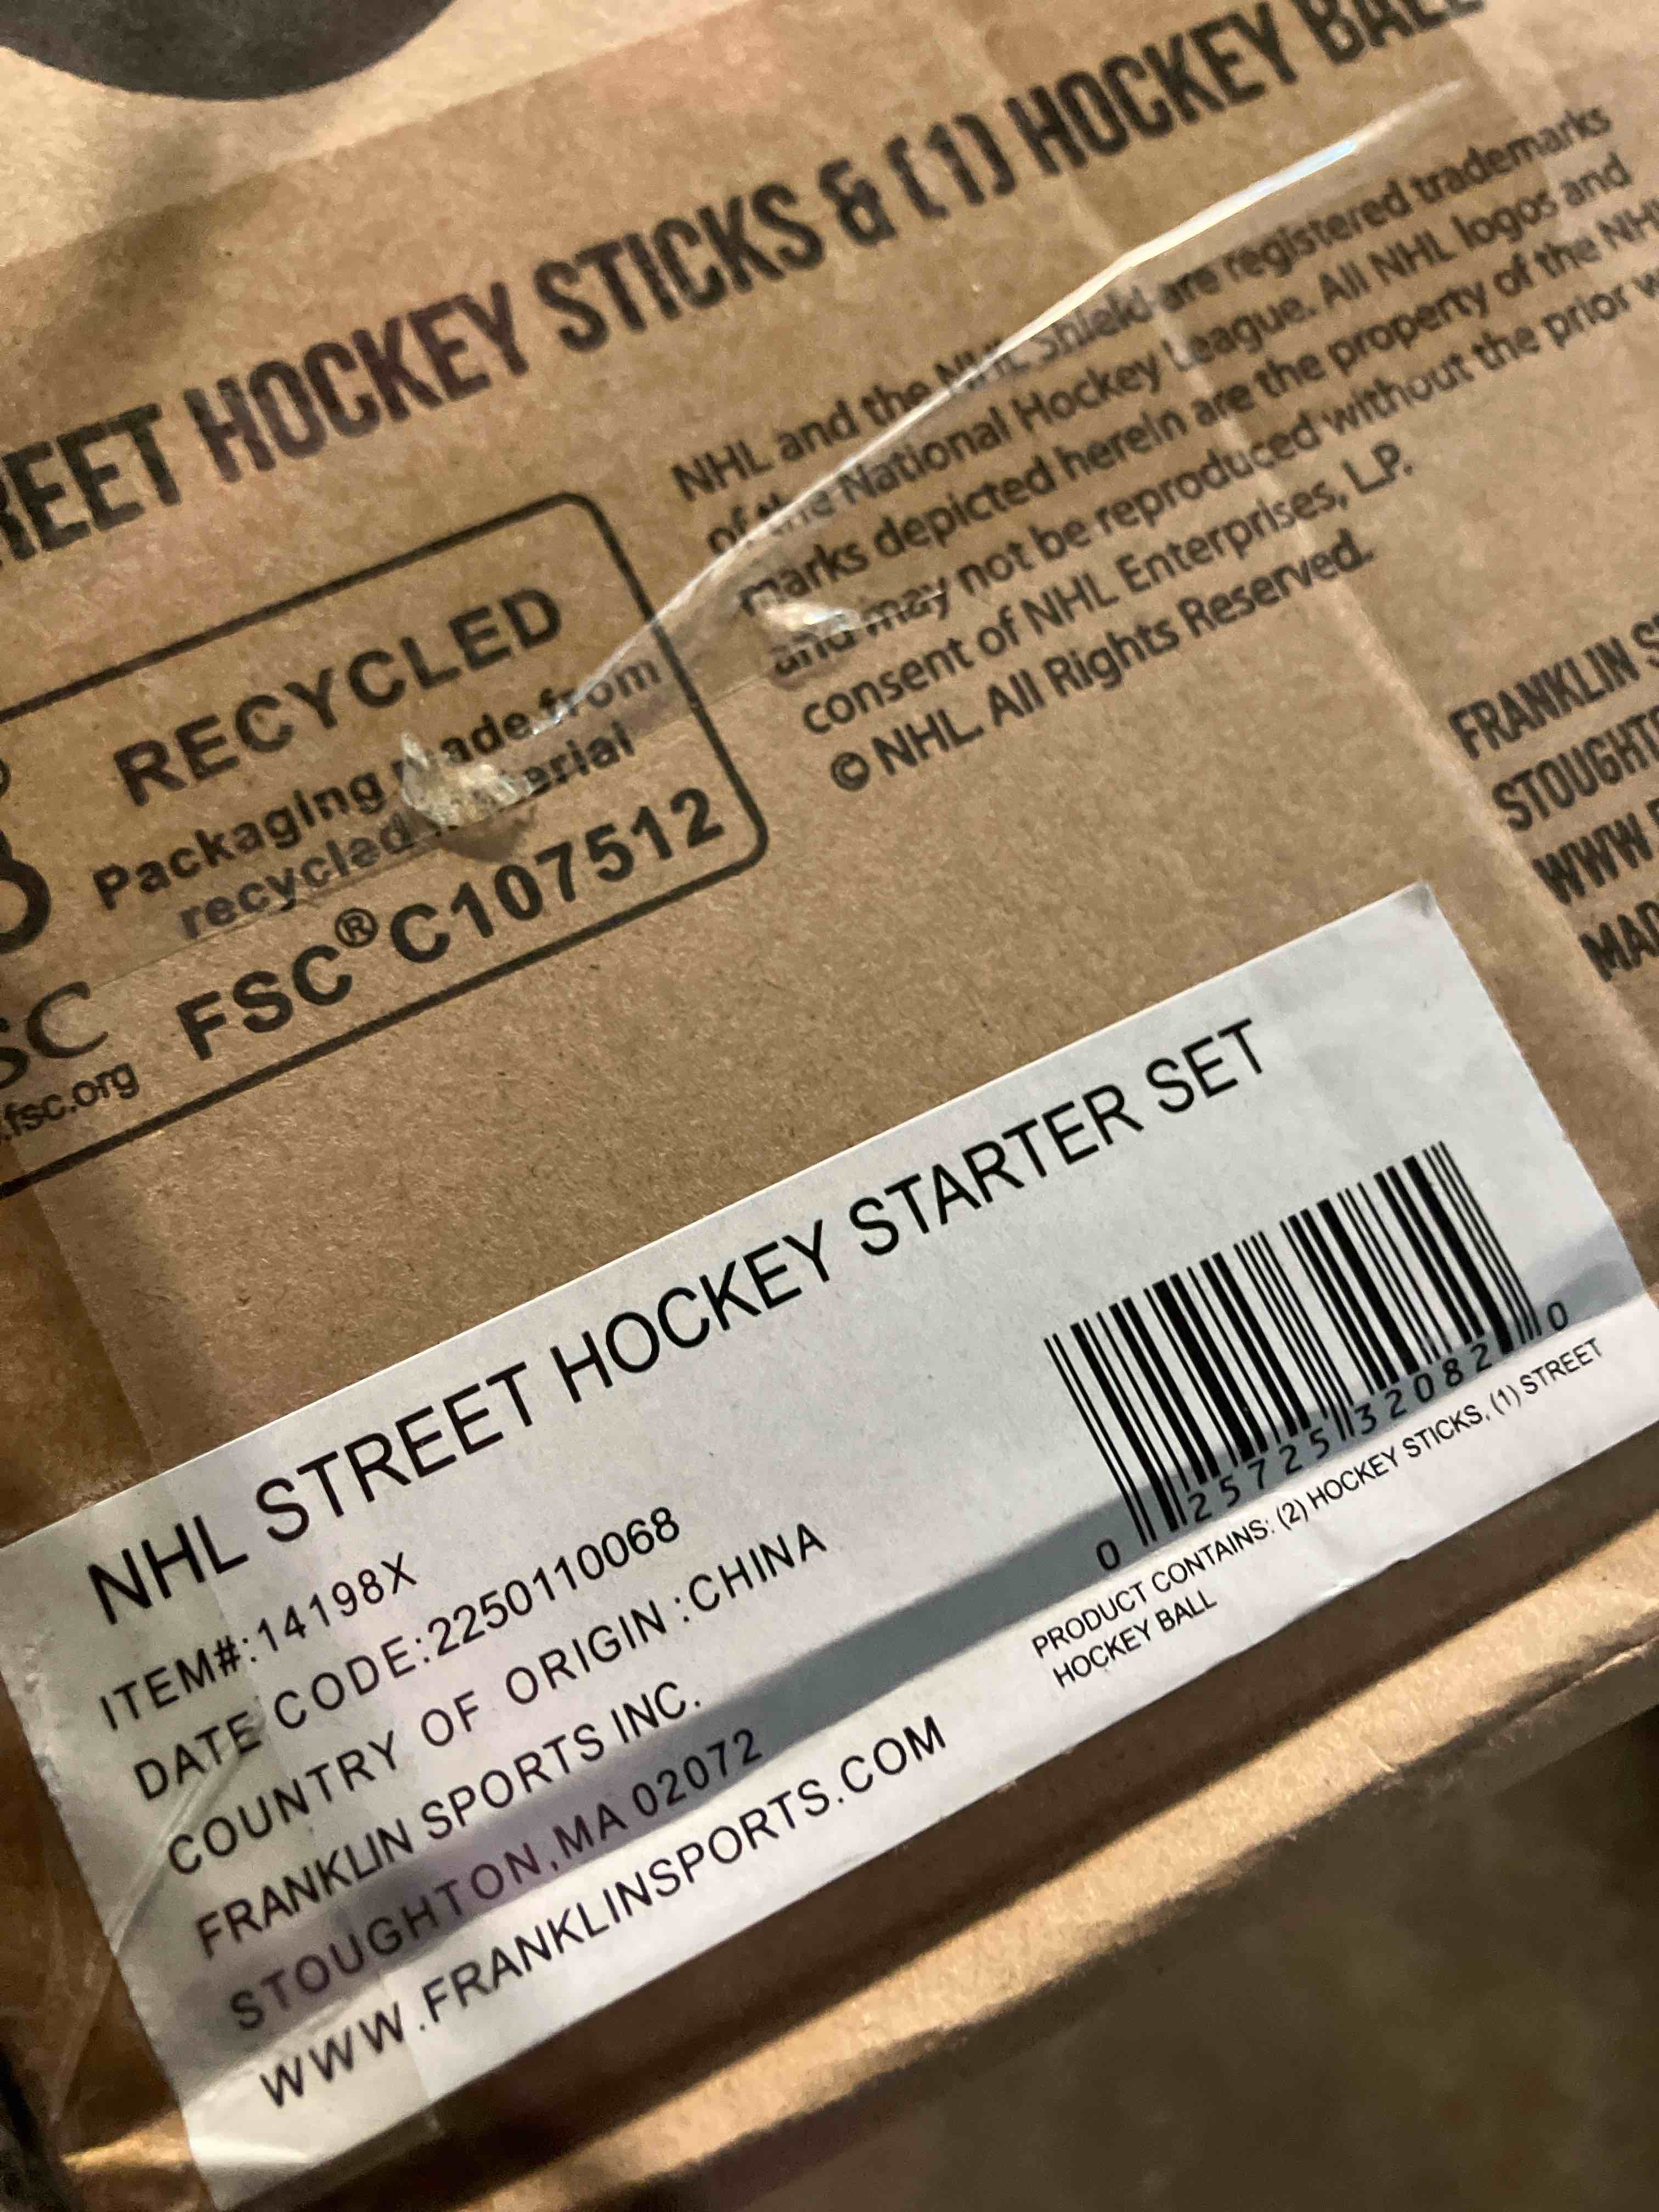 HOCKEY STICKS & (1) HOCKEY BALL
NHL and the NHL Shield are registered trademarks
of the National Hockey League. All NHL logos and
marks depicted herein are the property of the
and may not be reproduced without the prior
consent of NHL Enterprises, L.P.
© NHL. All Rights Reserved.
RECYCLED
Packaging made from
recycled material
FSC® C107512
fsc.org
FRANKLIN
WWW
NHL STREET HOCKEY STARTER SET
ITEM#:14198X
DATE CODE:2250110068
COUNTRY OF ORIGIN :CHINA
FRANKLIN SPORTS INC.
STOUGHTON,MA 02072
WWW.FRANKLINSPORTS.COM
0 25725 32082 0
PRODUCT CONTAINS: (2) HOCKEY STICKS, (1) STREET
HOCKEY BALL